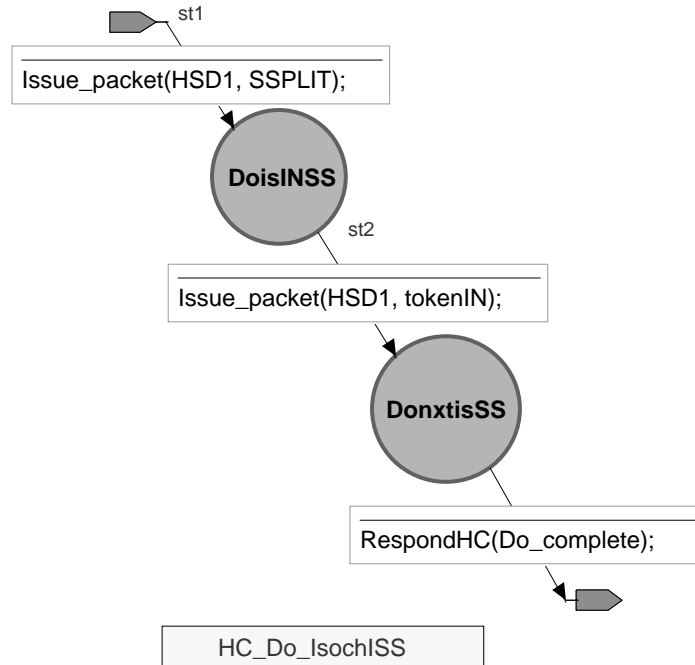 st1
Issue_packet(HSD1, SSPLIT);
DoisINSS
st2
Issue_packet(HSD1, tokenIN);
DonxtisSS
RespondHC(Do_complete);
HC_Do_IsochISS